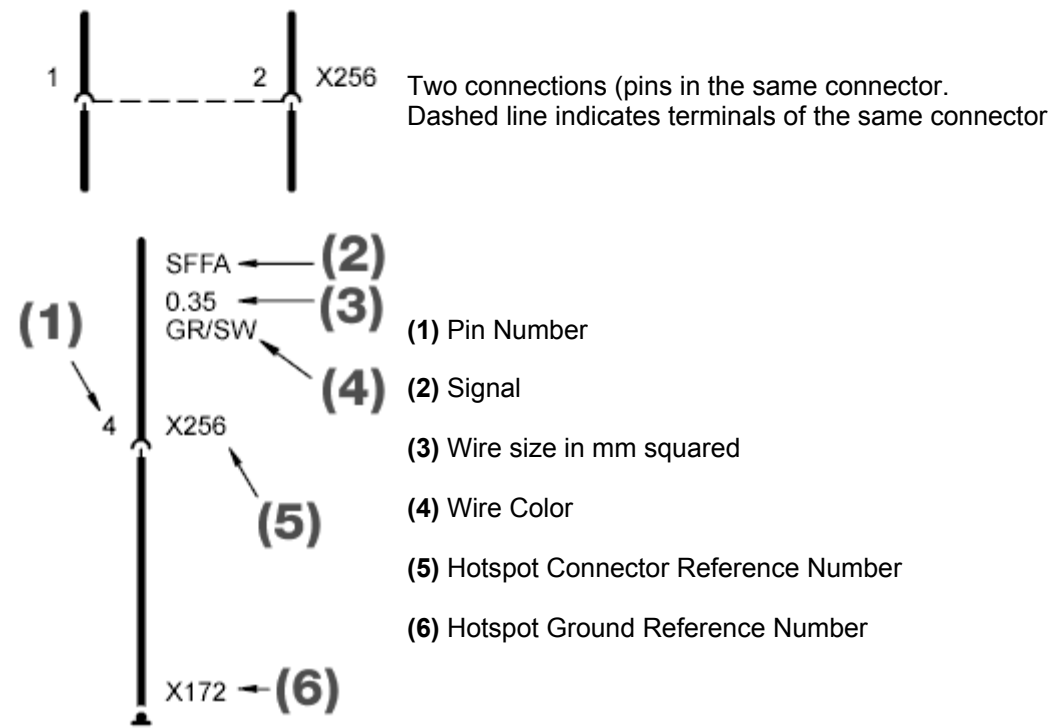 1 2 X256
Two connections (pins in the same connector.
Dashed line indicates terminals of the same connector
SFFA (2)
0.35 (3)
(1)
GR/SW
(4)
4 X256
(5)
X172 (6)
(1) Pin Number
(2) Signal
(3) Wire size in mm squared
(4) Wire Color
(5) Hotspot Connector Reference Number
(6) Hotspot Ground Reference Number